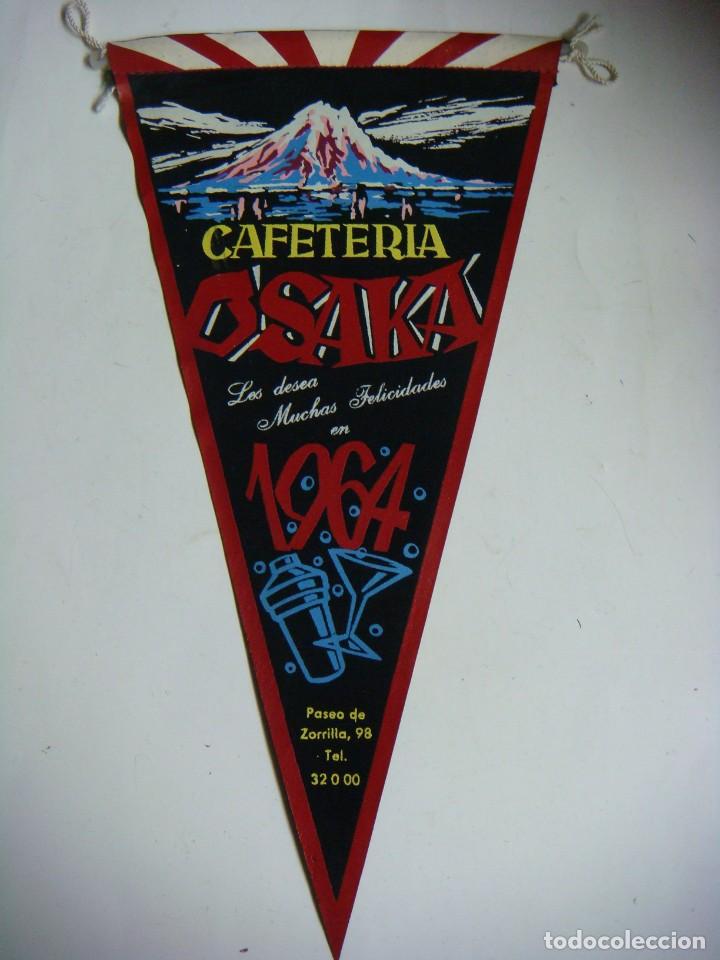 CAFETERIA
OSAKA
Les desea
Muchas Felicidades
en
1964
Paseo de
Zorrilla, 98
Tel.
32 0 00
todocoleccion